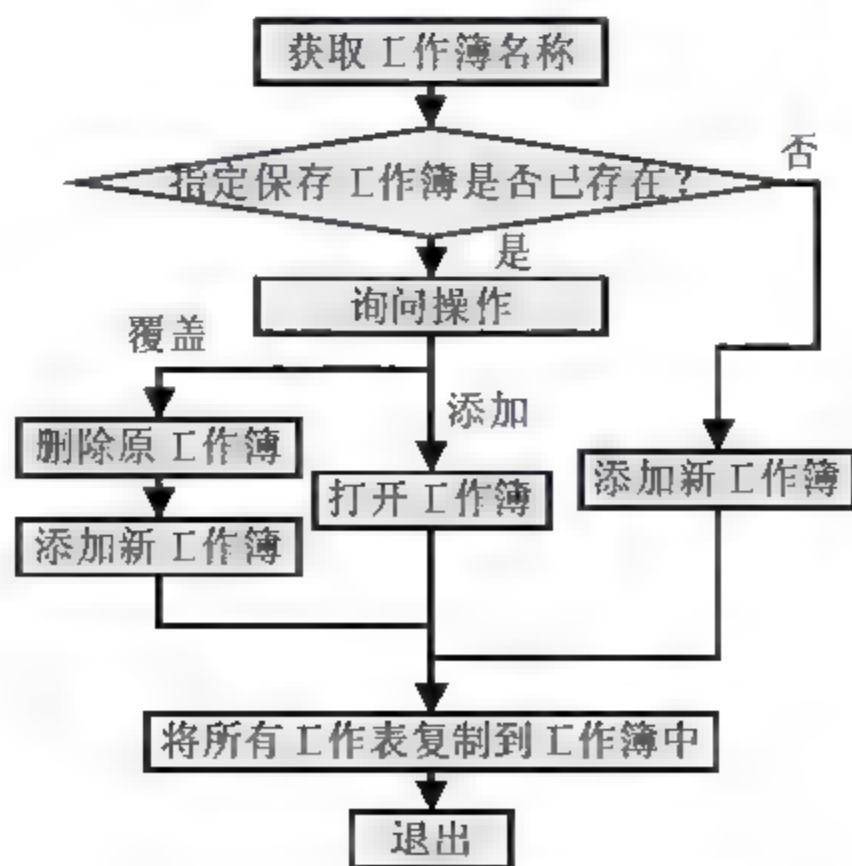 获取工作簿名称
指定保存工作簿是否已存在?
否
是
询问操作
覆盖
添加
删除原工作簿
打开工作簿
添加新工作簿
添加新工作簿
将所有工作表复制到工作簿中
退出